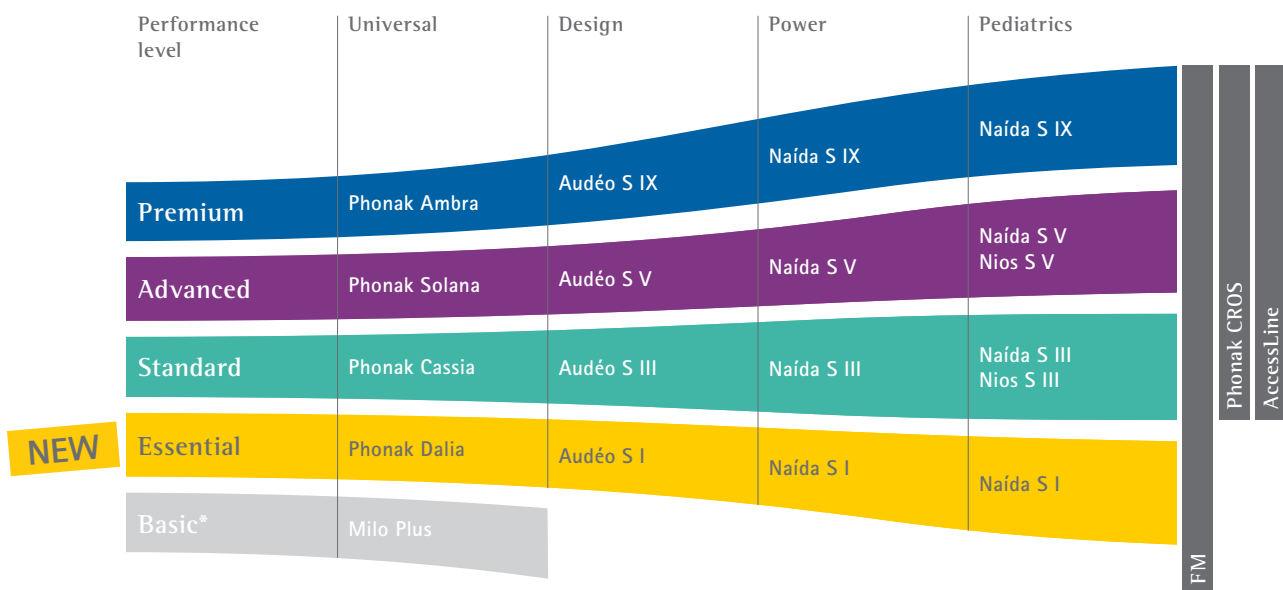 Performance
level
Universal
Design
Power
Pediatrics
Premium
Phonak Ambra
Audéo S IX
Naída S IX
Naída S IX
Advanced
Phonak Solana
Audéo S V
Naída S V
Naída S V
Nios S V
Standard
Phonak Cassia
Audéo S III
Naída S III
Naída S III
Nios S III
NEW
Essential
Phonak Dalia
Audéo S I
Naída S I
Naída S I
Basic*
Milo Plus
FM
Phonak CROS
AccessLine